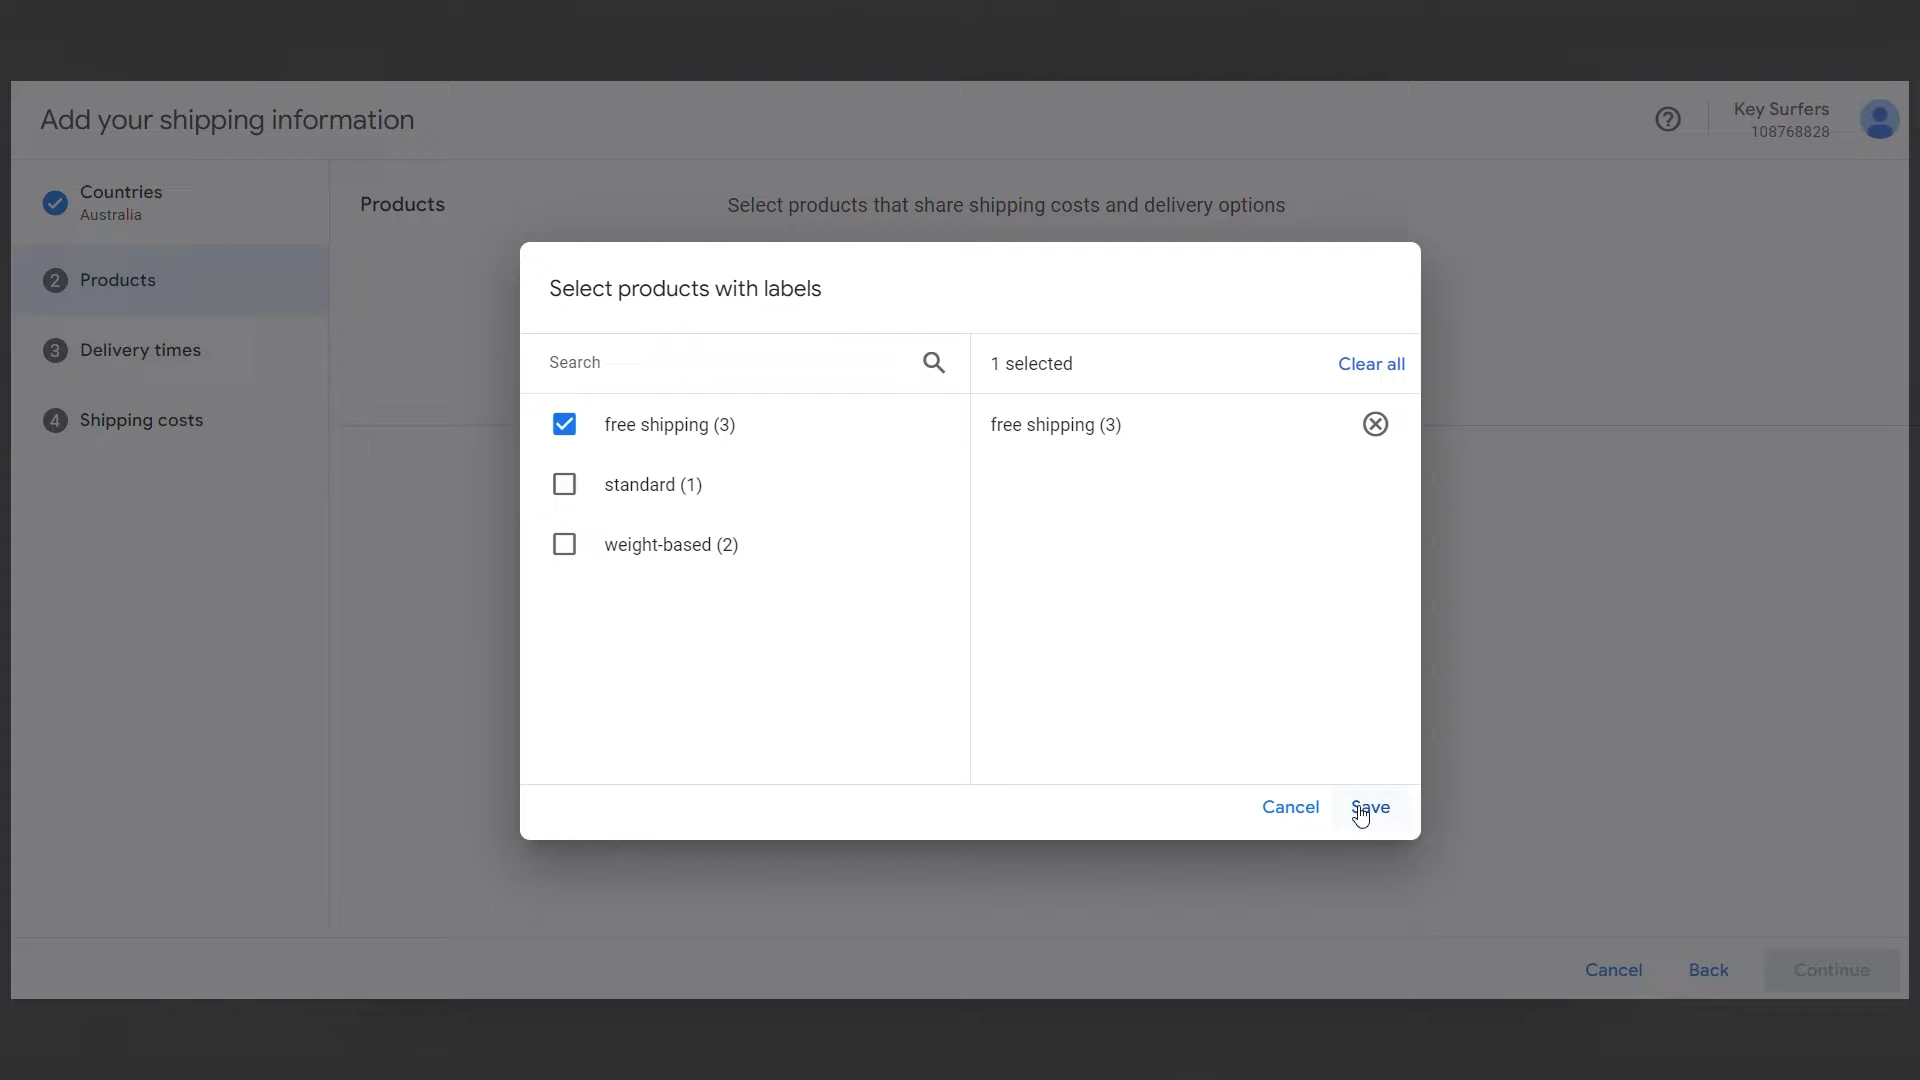 Add your shipping information
Key Surfers
108768828
Countries
Australia
2 Products
3 Delivery times
4 Shipping costs
Products
Select products that share shipping costs and delivery options
Select products with labels
Search
1 selected
Clear all
free shipping (3)
free shipping (3)
standard (1)
weight-based (2)
Cancel
Save
Cancel
Back
Continue